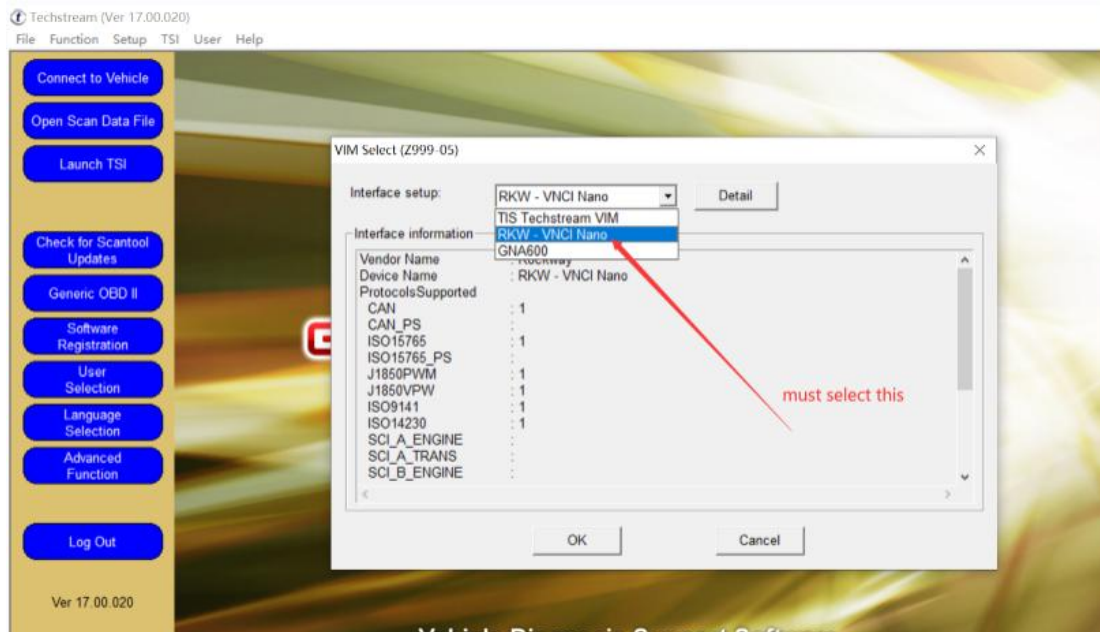 Techstream (Ver 17.00.020)
File Function Setup TSI User Help
Connect to Vehicle
Open Scan Data File
Launch TSI
Check for Scantool
Updates
Generic OBD II
Software
Registration
User
Selection
Language
Selection
Advanced
Function
Log Out
Ver 17.00.020
VIM Select (Z999-05)
Interface setup:
RKW - VNCI Nano
Detail
TIS Techstream VIM
RKW - VNCI Nano
GNA600
Interface information
Vendor Name : Rockway
Device Name : RKW - VNCI Nano
ProtocolsSupported
CAN : 1
CAN_PS :
ISO15765 : 1
ISO15765_PS :
J1850PWM : 1
J1850VPW : 1
ISO9141 : 1
ISO14230 : 1
SCI_A_ENGINE :
SCI_A_TRANS :
SCI_B_ENGINE :
must select this
OK
Cancel